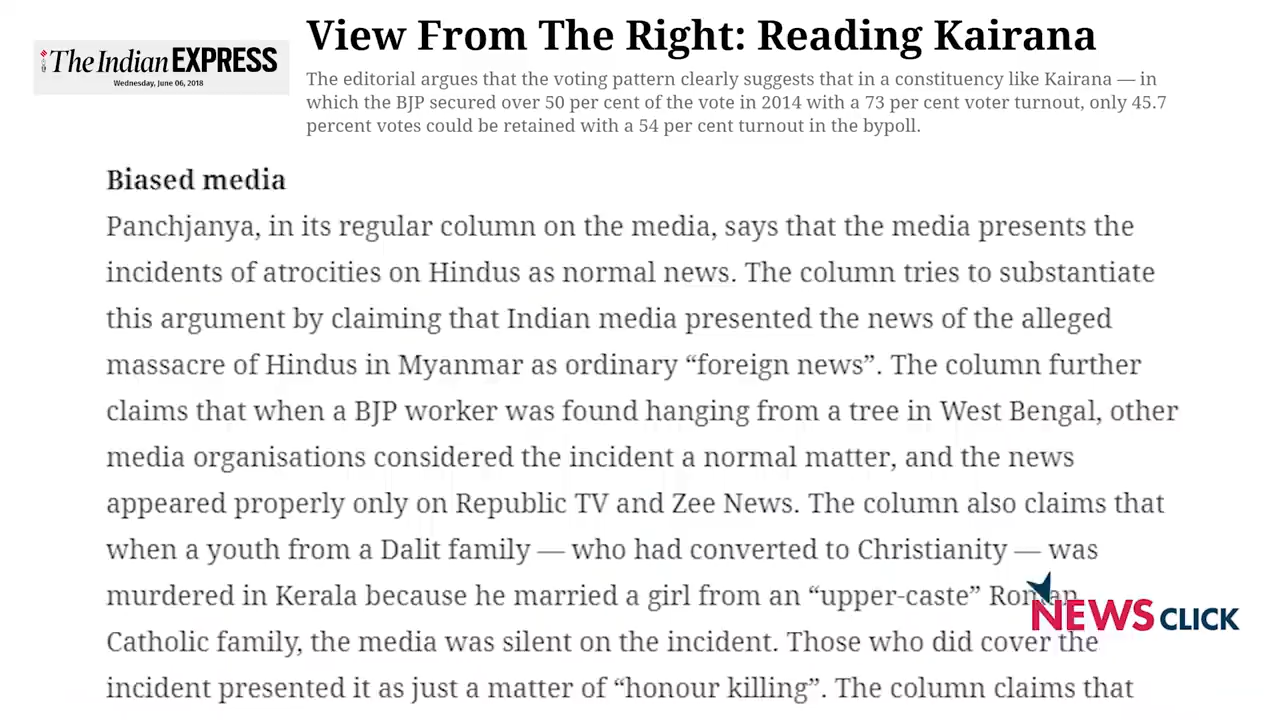 The Indian EXPRESS
Wednesday, June 06, 2018
View From The Right: Reading Kairana
The editorial argues that the voting pattern clearly suggests that in a constituency like Kairana — in
which the BJP secured over 50 per cent of the vote in 2014 with a 73 per cent voter turnout, only 45.7
percent votes could be retained with a 54 per cent turnout in the bypoll.
Biased media
Panchjanya, in its regular column on the media, says that the media presents the
incidents of atrocities on Hindus as normal news. The column tries to substantiate
this argument by claiming that Indian media presented the news of the alleged
massacre of Hindus in Myanmar as ordinary “foreign news”. The column further
claims that when a BJP worker was found hanging from a tree in West Bengal, other
media organisations considered the incident a normal matter, and the news
appeared properly only on Republic TV and Zee News. The column also claims that
when a youth from a Dalit family — who had converted to Christianity — was
murdered in Kerala because he married a girl from an “upper-caste” Roman
Catholic family, the media was silent on the incident. Those who did cover the
incident presented it as just a matter of “honour killing”. The column claims that
NEWSCLICK